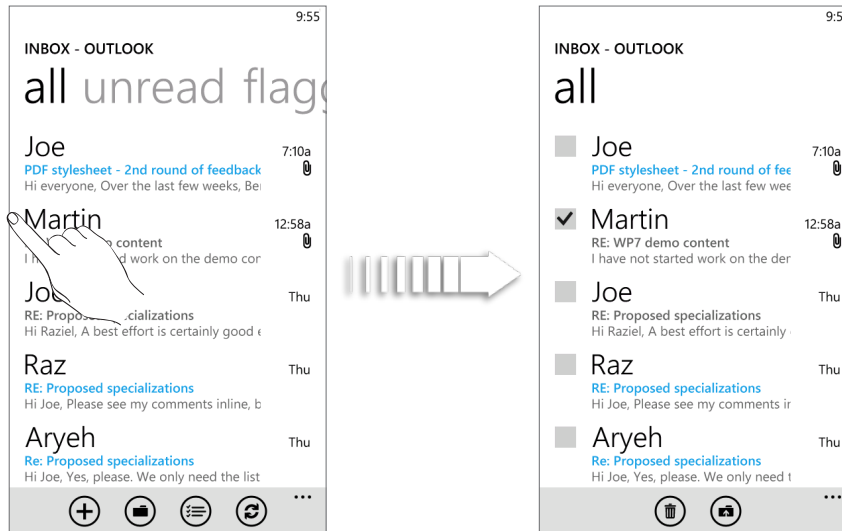 9:55
INBOX - OUTLOOK
all unread flagg
Joe
7:10a
PDF stylesheet - 2nd round of feedback
Hi everyone, Over the last few weeks, Be
Martin
12:58a
content
I work on the demo con
Joe
Thu
RE: cializations
Hi Raziel, A best effort is certainly good e
Raz
Thu
RE: Proposed specializations
Hi Joe, Please see my comments inline, b
Aryeh
Thu
Re: Proposed specializations
Hi Joe, Yes, please. We only need the list
...
9:5
INBOX - OUTLOOK
all
Joe
7:10a
PDF stylesheet - 2nd round of fee
Hi everyone, Over the last few wee
Martin
12:58a
RE: WP7 demo content
I have not started work on the der
Joe
Thu
RE: Proposed specializations
Hi Raziel, A best effort is certainly
Raz
Thu
RE: Proposed specializations
Hi Joe, Please see my comments ir
Aryeh
Thu
Re: Proposed specializations
Hi Joe, Yes, please. We only need t
...